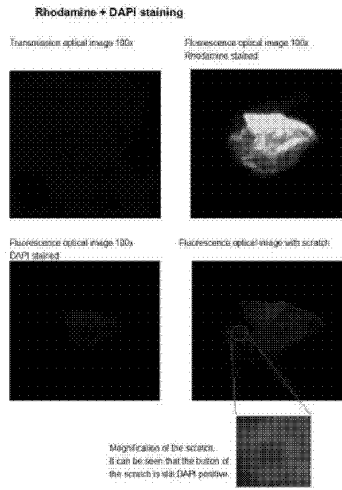 Rhodamine + DAPI staining
Transmission optical image 100x
Fluorescence optical image 100x
Rhodamine stained
Fluorescence optical image 100x
DAPI stained
Fluorescence optical image with scratch
Magnification of the scratch.
It can be seen that the button of
the scratch is still DAPI positive.